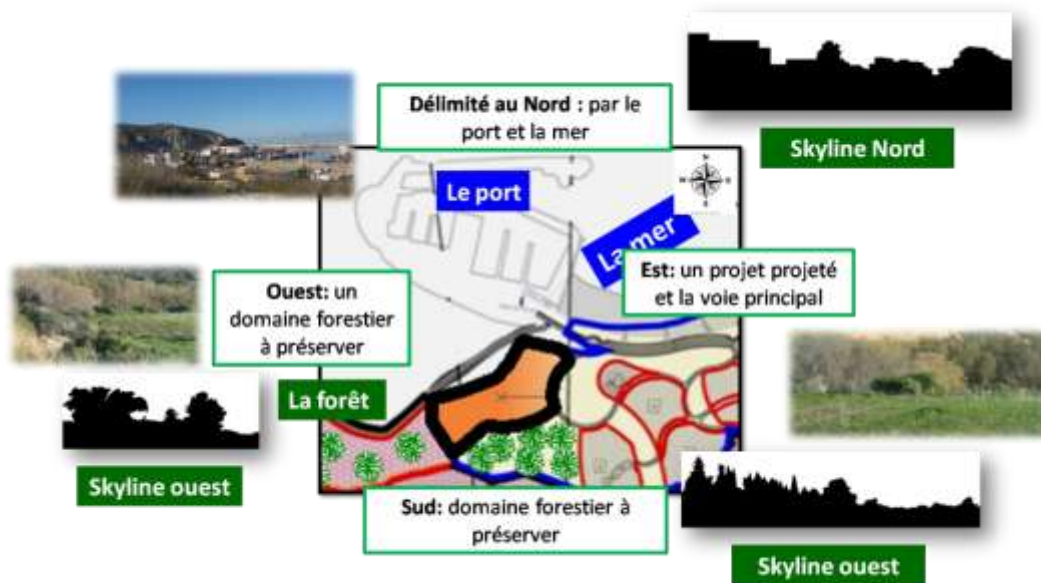 Délimité au Nord : par le
port et la mer
Skyline Nord
Le port
La mer
Est: un projet projeté
et la voie principal
Ouest: un
domaine forestier
à préserver
La forêt
Skyline ouest
Sud: domaine forestier à
préserver
Skyline ouest